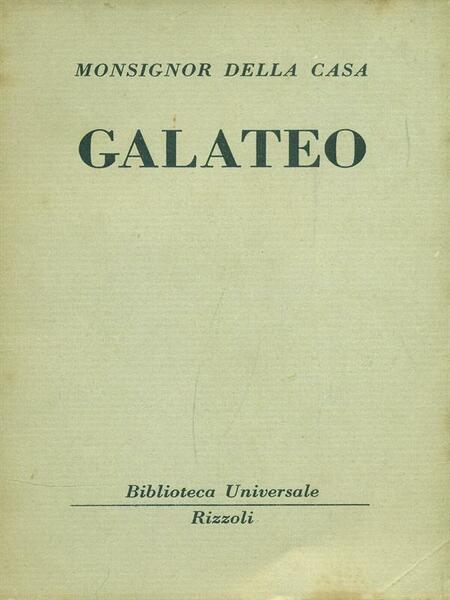 MONSIGNOR DELLA CASA
GALATEO
Biblioteca Universale
Rizzoli